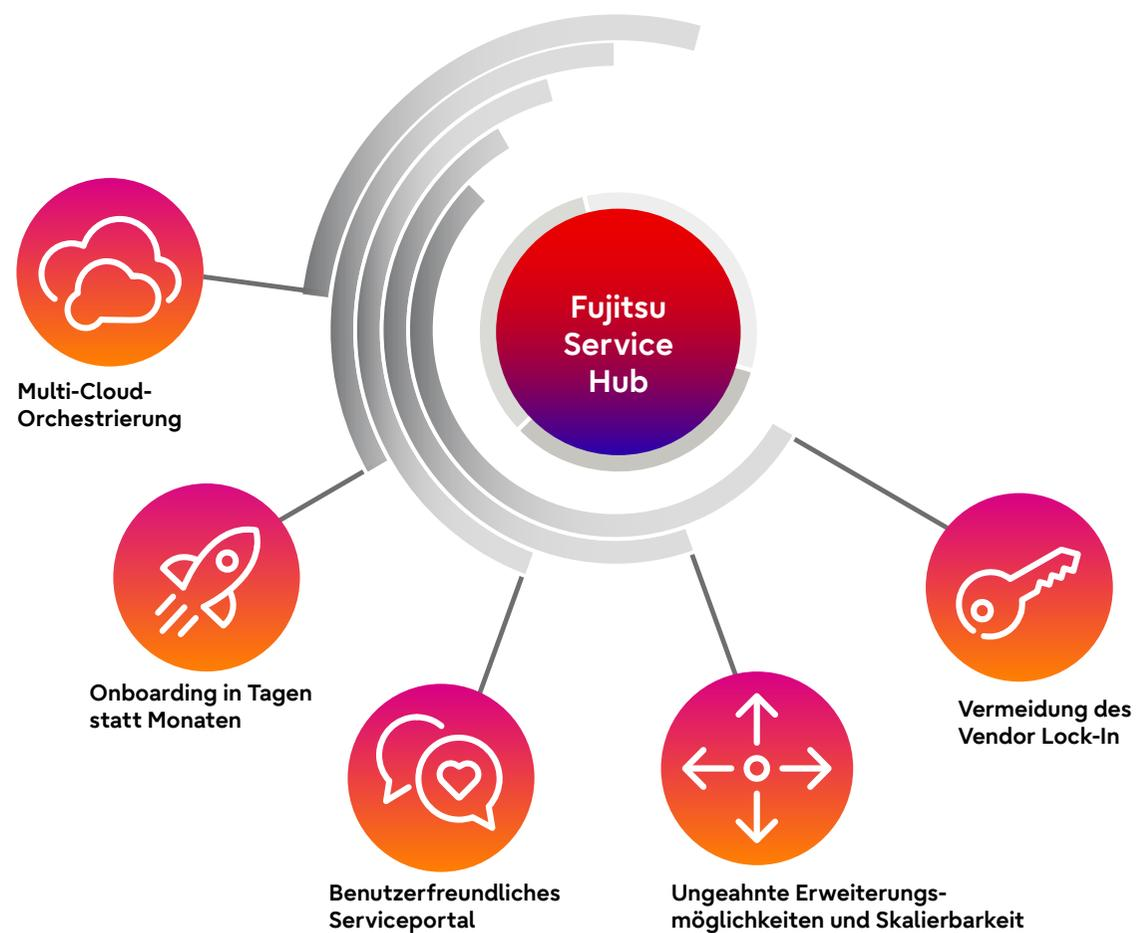 Fujitsu
Service
Hub
Multi-Cloud-
Orchestrierung
Onboarding in Tagen
statt Monaten
Benutzerfreundliches
Serviceportal
Ungeahnte Erweiterungs-
möglichkeiten und Skalierbarkeit
Vermeidung des
Vendor Lock-In